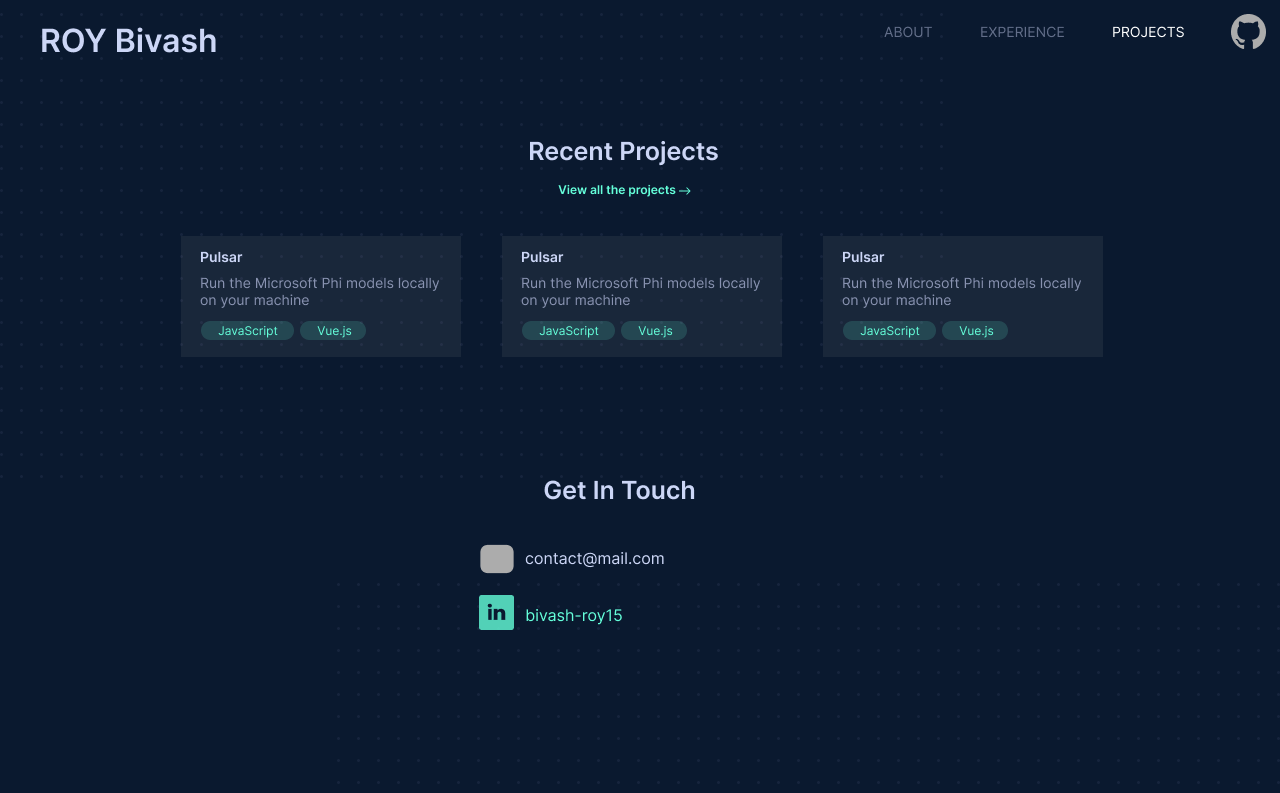 ROY Bivash
ABOUT
EXPERIENCE
PROJECTS
Recent Projects
View all the projects →
Pulsar
Run the Microsoft Phi models locally
on your machine
JavaScript
Vue.js
Pulsar
Run the Microsoft Phi models locally
on your machine
JavaScript
Vue.js
Pulsar
Run the Microsoft Phi models locally
on your machine
JavaScript
Vue.js
Get In Touch
contact@mail.com
in
bivash-roy15